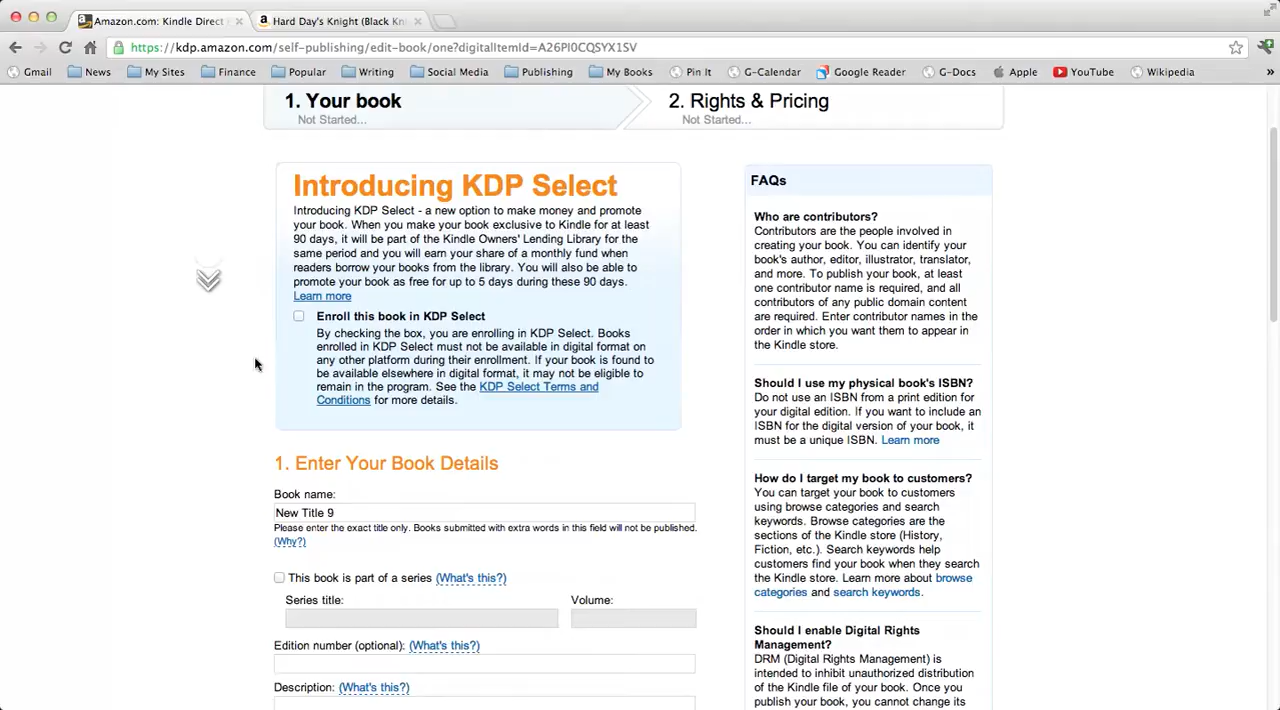 Amazon.com: Kindle Direct
Hard Day's Knight (Black Kn
https://kdp.amazon.com/self-publishing/edit-book/one?digitalItemId=A26PI0CQSYX1SV
Gmail News My Sites Finance Popular Writing Social Media Publishing My Books Pin It G-Calendar Google Reader G-Docs Apple YouTube Wikipedia »
1. Your book
Not Started...
2. Rights & Pricing
Not Started...
Introducing KDP Select
Introducing KDP Select - a new option to make money and promote
your book. When you make your book exclusive to Kindle for at least
90 days, it will be part of the Kindle Owners' Lending Library for the
same period and you will earn your share of a monthly fund when
readers borrow your books from the library. You will also be able to
promote your book as free for up to 5 days during these 90 days.
Learn more
Enroll this book in KDP Select
By checking the box, you are enrolling in KDP Select. Books
enrolled in KDP Select must not be available in digital format on
any other platform during their enrollment. If your book is found to
be available elsewhere in digital format, it may not be eligible to
remain in the program. See the KDP Select Terms and
Conditions for more details.
1. Enter Your Book Details
Book name:
New Title 9
Please enter the exact title only. Books submitted with extra words in this field will not be published.
(Why?)
This book is part of a series (What's this?)
Series title:
Volume:
Edition number (optional): (What's this?)
Description: (What's this?)
FAQs
Who are contributors?
Contributors are the people involved in
creating your book. You can identify your
book's author, editor, illustrator, translator,
and more. To publish your book, at least
one contributor name is required, and all
contributors of any public domain content
are required. Enter contributor names in the
order in which you want them to appear in
the Kindle store.
Should I use my physical book's ISBN?
Do not use an ISBN from a print edition for
your digital edition. If you want to include an
ISBN for the digital version of your book, it
must be a unique ISBN. Learn more
How do I target my book to customers?
You can target your book to customers
using browse categories and search
keywords. Browse categories are the
sections of the Kindle store (History,
Fiction, etc.). Search keywords help
customers find your book when they search
the Kindle store. Learn more about browse
categories and search keywords.
Should I enable Digital Rights
Management?
DRM (Digital Rights Management) is
intended to inhibit unauthorized distribution
of the Kindle file of your book. Once you
publish your book, you cannot change its